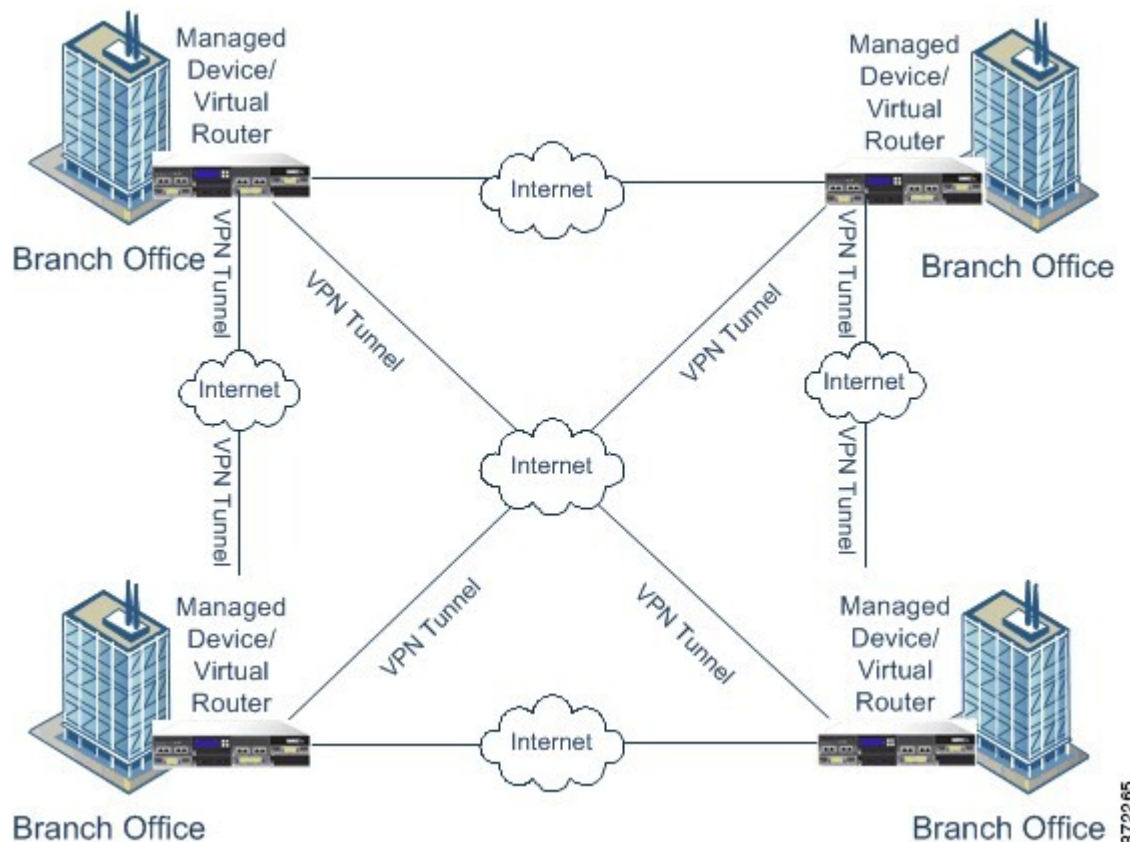 Managed
Device/
Virtual
Router
Managed
Device/
Virtual
Router
Internet
Branch Office
Branch Office
VPN Tunnel
VPN Tunnel
VPN Tunnel
VPN Tunnel
Internet
Internet
Internet
VPN Tunnel
VPN Tunnel
VPN Tunnel
VPN Tunnel
Managed
Device/
Virtual
Router
Managed
Device/
Virtual
Router
Internet
Branch Office
Branch Office
372265